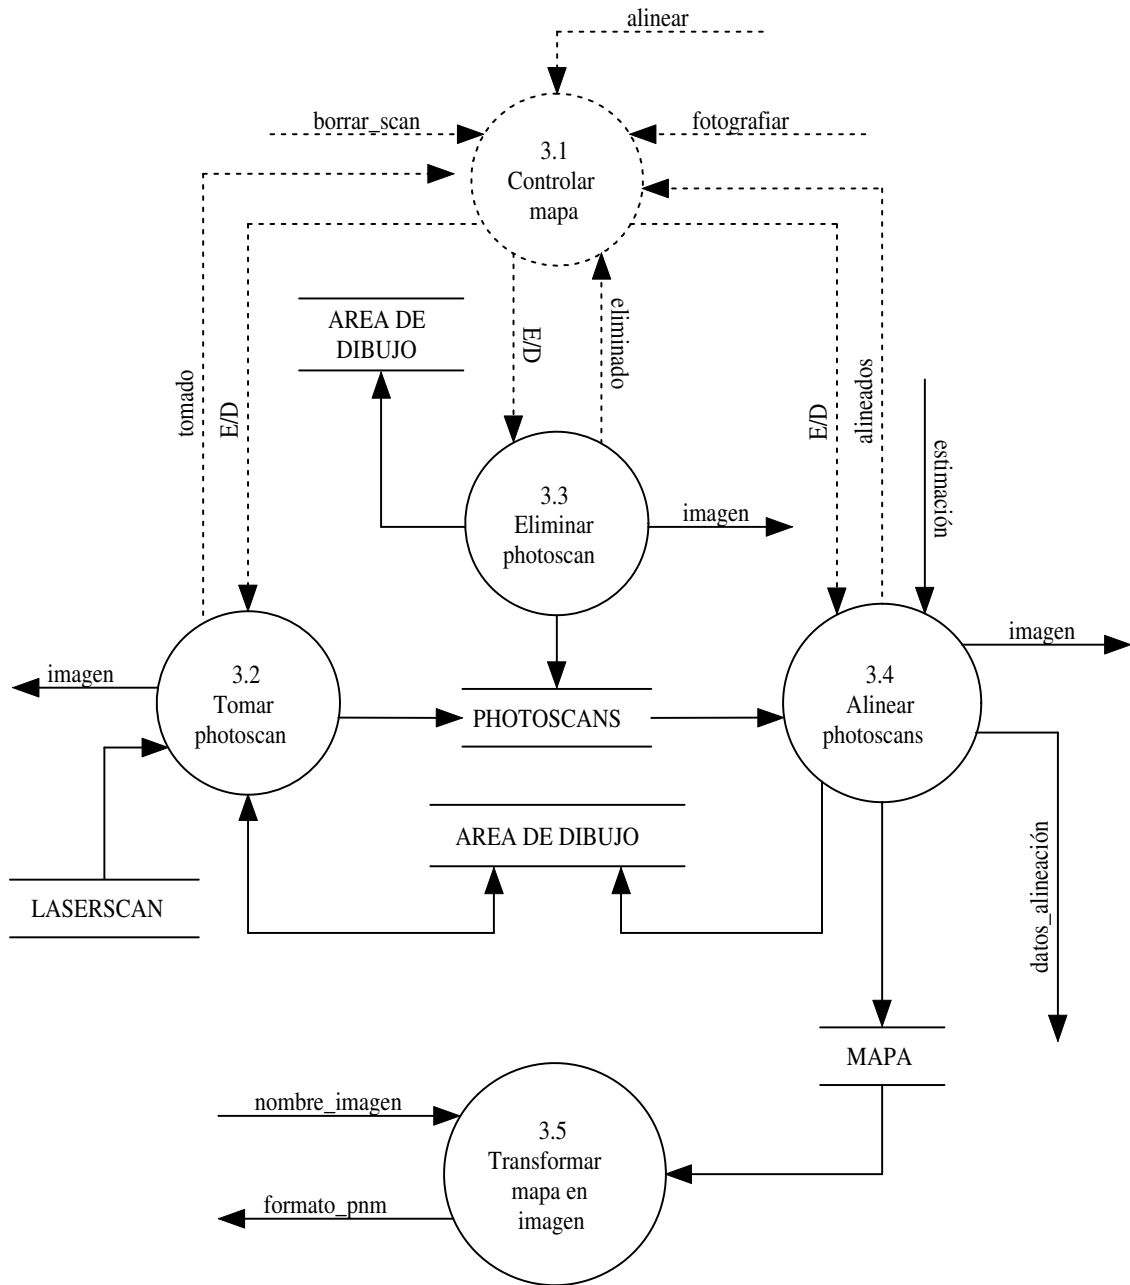 alinear
borrar_scan
fotografiar
3.1
Controlar
mapa
tomado
E/D
AREA DE
DIBUJO
E/D
eliminado
E/D
alineados
estimación
3.3
Eliminar
photoscan
imagen
imagen
3.2
Tomar
photoscan
PHOTOSCANS
3.4
Alinear
photoscans
imagen
LASERSCAN
AREA DE DIBUJO
datos_alineación
MAPA
nombre_imagen
3.5
Transformar
mapa en
imagen
formato_pnm